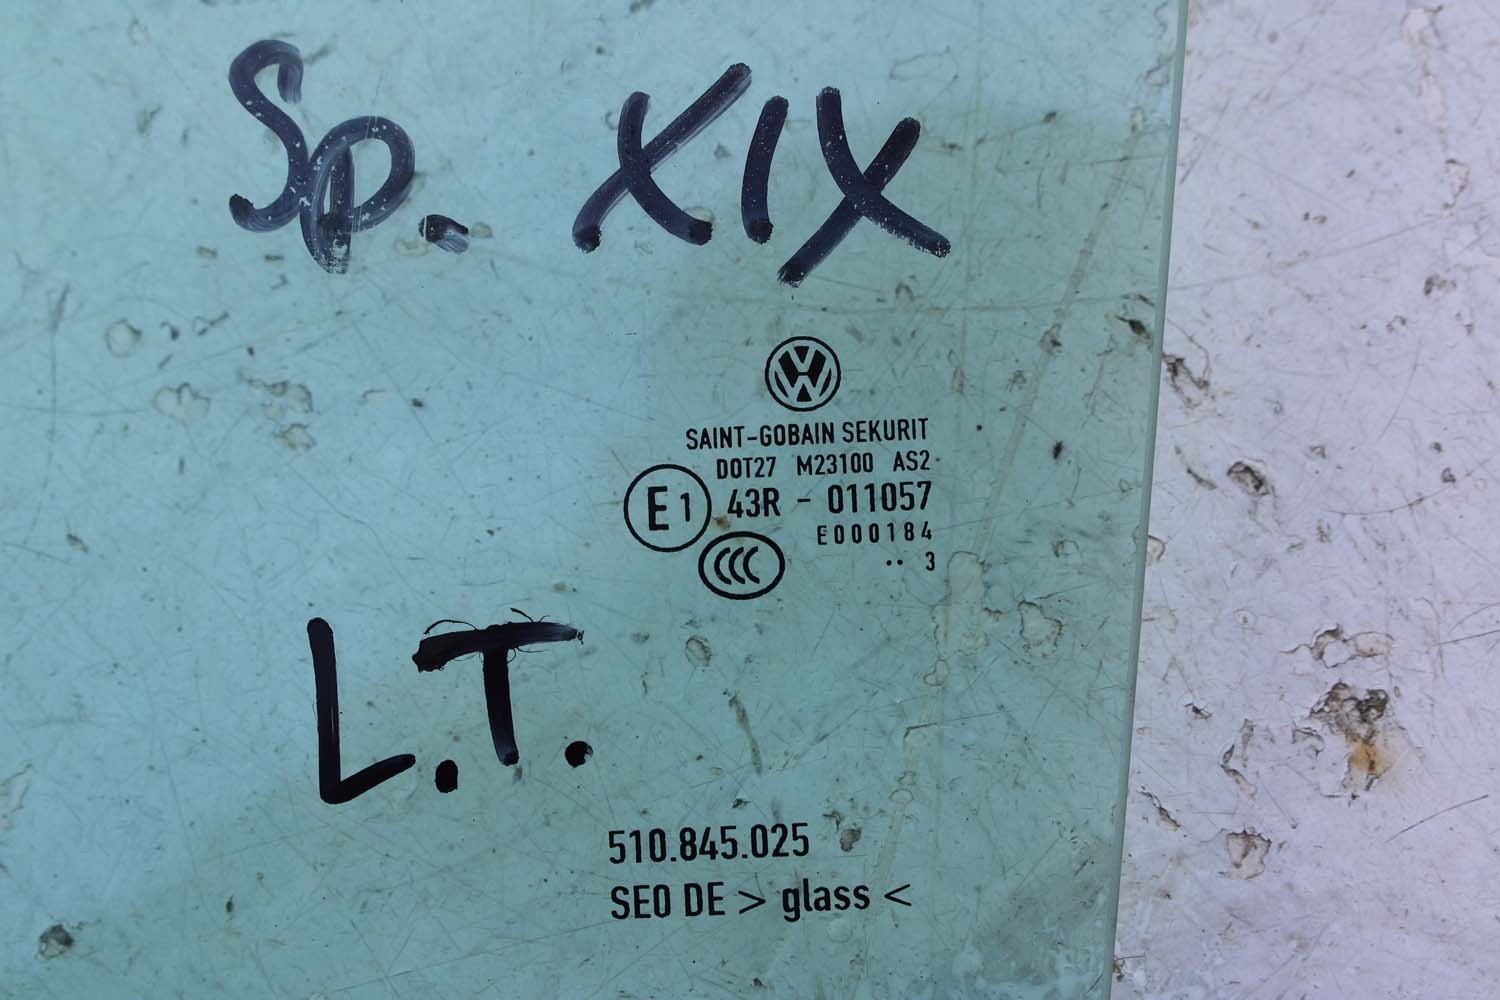 Sp. XIX
SAINT-GOBAIN SEKURIT
DOT27 M23100 AS2
E1 43R - 011057
E000184
CCC .. 3
L.T.
510.845.025
SEO DE > glass <